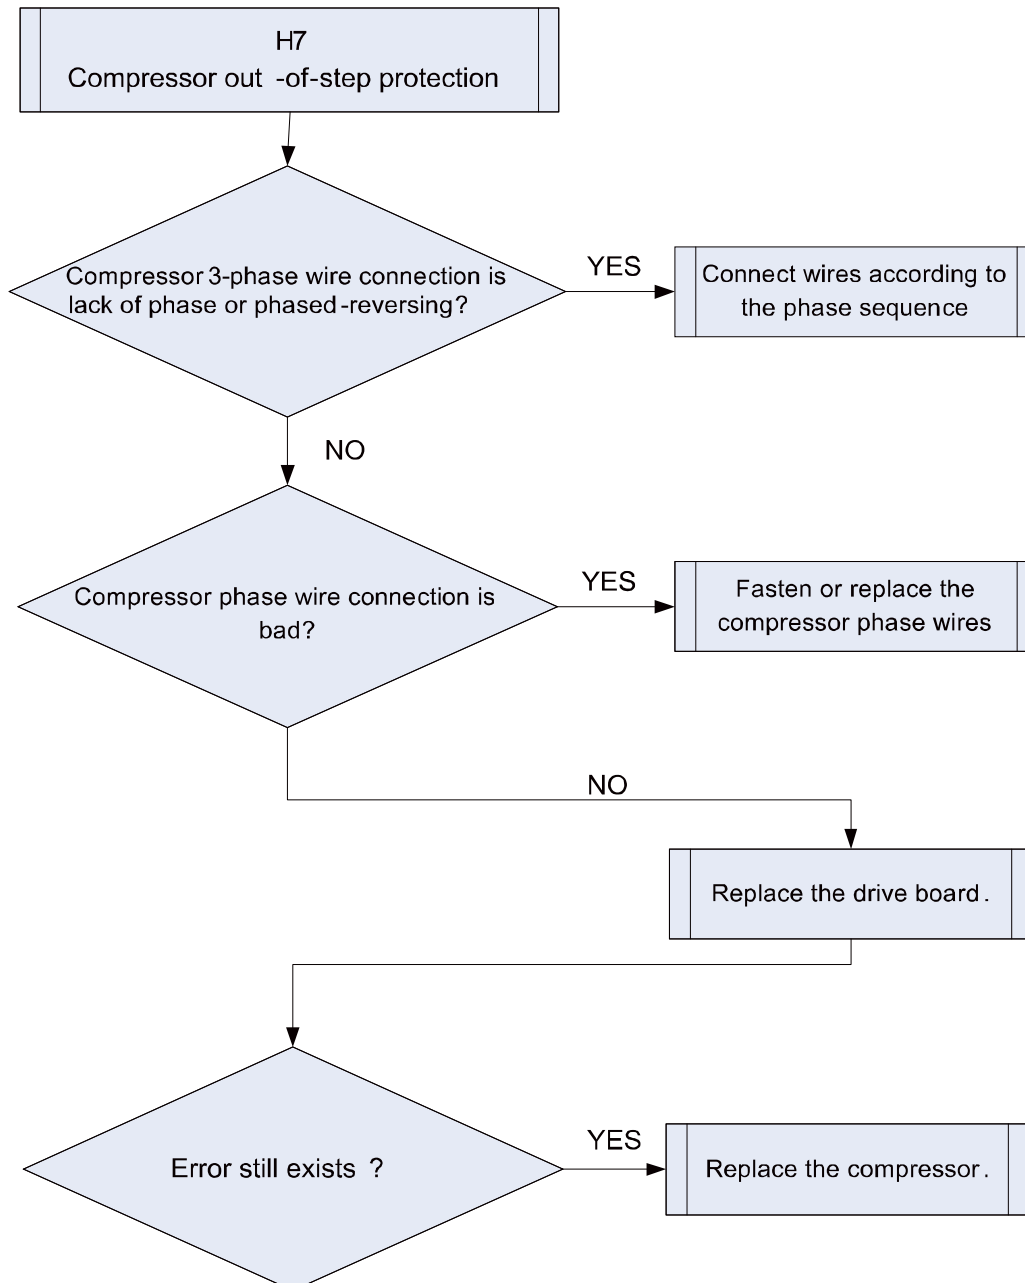 H7
Compressor out -of-step protection
Compressor 3-phase wire connection is
lack of phase or phased-reversing?
YES
Connect wires according to
the phase sequence
NO
Compressor phase wire connection is
bad?
YES
Fasten or replace the
compressor phase wires
NO
Replace the drive board.
Error still exists ?
YES
Replace the compressor.